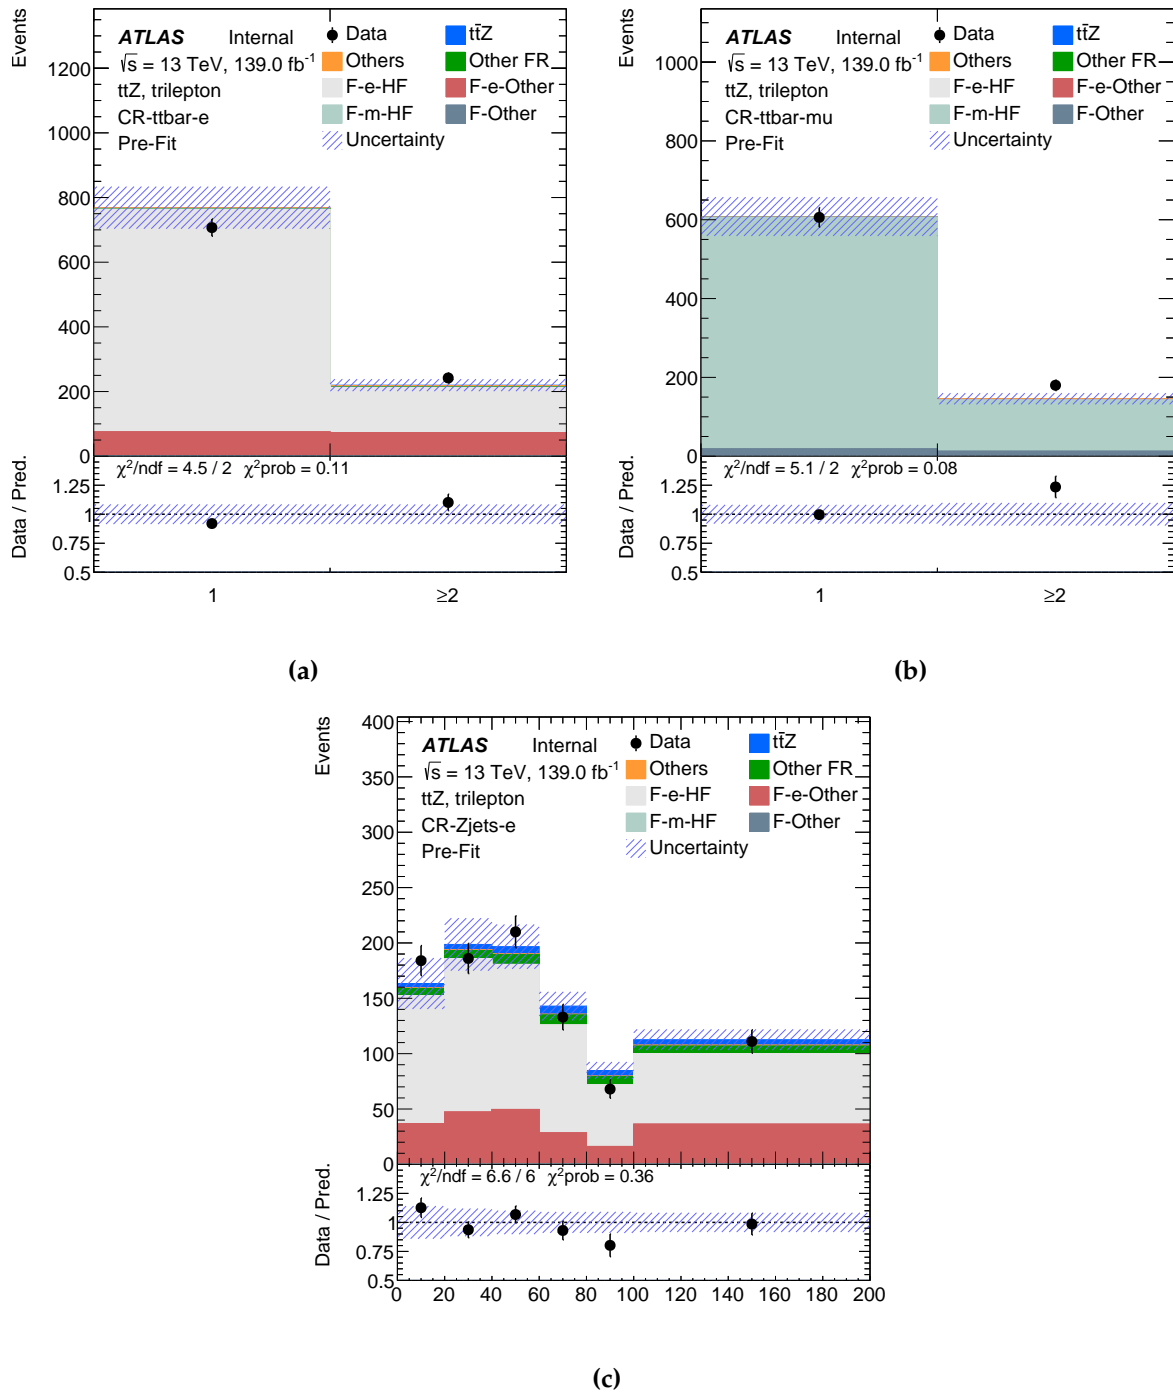 Events
1200
1000
800
600
400
200
0
ATLAS Internal
√s = 13 TeV, 139.0 fb⁻¹
ttZ, trilepton
CR-ttbar-e
Pre-Fit
Data tt̄Z
Others Other FR
F-e-HF F-e-Other
F-m-HF F-Other
Uncertainty
Data / Pred.
1.25
1
0.75
0.5
χ²/ndf = 4.5 / 2 χ²prob = 0.11
1 ≥2
(a)
Events
1000
800
600
400
200
0
ATLAS Internal
√s = 13 TeV, 139.0 fb⁻¹
ttZ, trilepton
CR-ttbar-mu
Pre-Fit
Data tt̄Z
Others Other FR
F-e-HF F-e-Other
F-m-HF F-Other
Uncertainty
Data / Pred.
1.25
1
0.75
0.5
χ²/ndf = 5.1 / 2 χ²prob = 0.08
1 ≥2
(b)
Events
400
350
300
250
200
150
100
50
0
ATLAS Internal
√s = 13 TeV, 139.0 fb⁻¹
ttZ, trilepton
CR-Zjets-e
Pre-Fit
Data tt̄Z
Others Other FR
F-e-HF F-e-Other
F-m-HF F-Other
Uncertainty
Data / Pred.
1.25
1
0.75
0.5
χ²/ndf = 6.6 / 6 χ²prob = 0.36
0 20 40 60 80 100 120 140 160 180 200
(c)